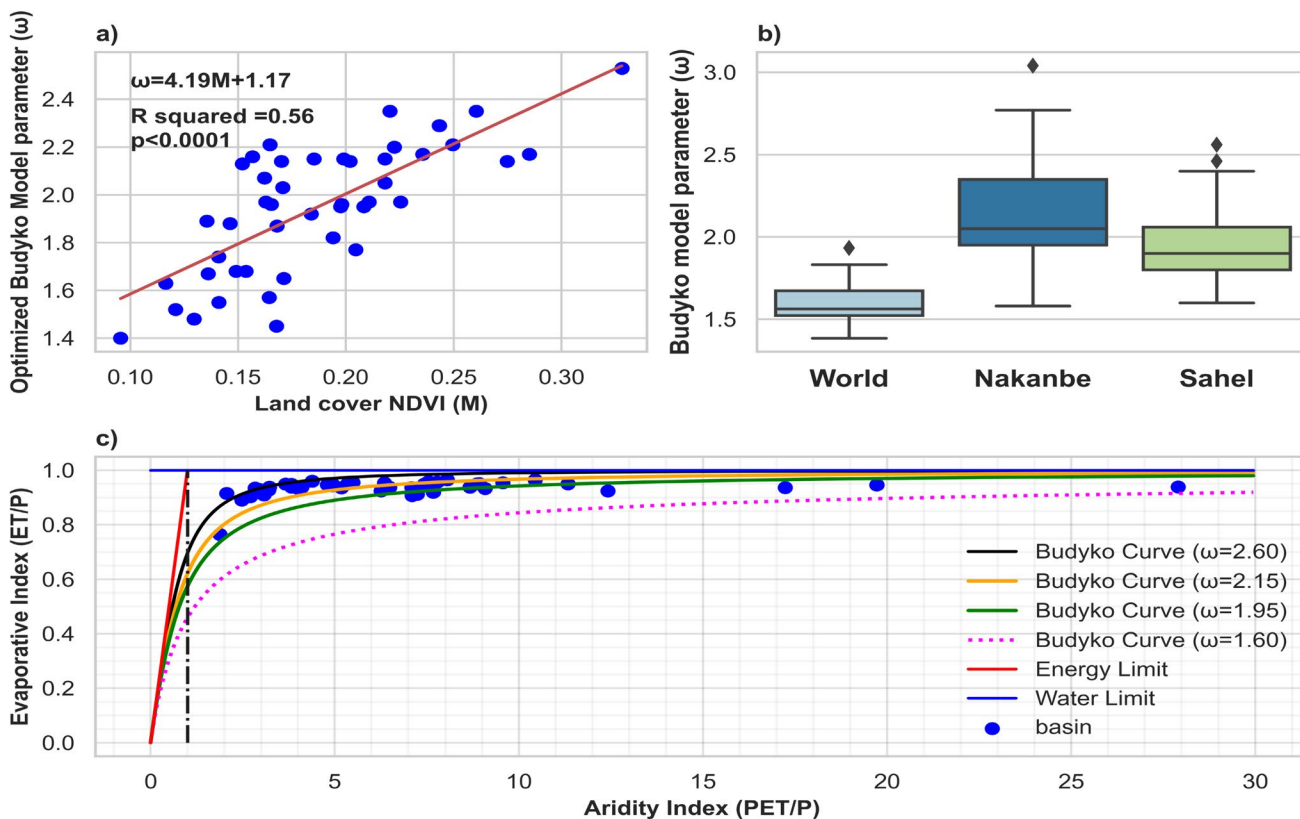 a)
Optimized Budyko Model parameter (ω)
ω=4.19M+1.17
R squared =0.56
p<0.0001
2.4
2.2
2.0
1.8
1.6
1.4
0.10 0.15 0.20 0.25 0.30
Land cover NDVI (M)
b)
Budyko model parameter (ω)
3.0
2.5
2.0
1.5
World Nakanbe Sahel
c)
Evaporative Index (ET/P)
1.0
0.8
0.6
0.4
0.2
0.0
Budyko Curve (ω=2.60)
Budyko Curve (ω=2.15)
Budyko Curve (ω=1.95)
Budyko Curve (ω=1.60)
Energy Limit
Water Limit
basin
0 5 10 15 20 25 30
Aridity Index (PET/P)